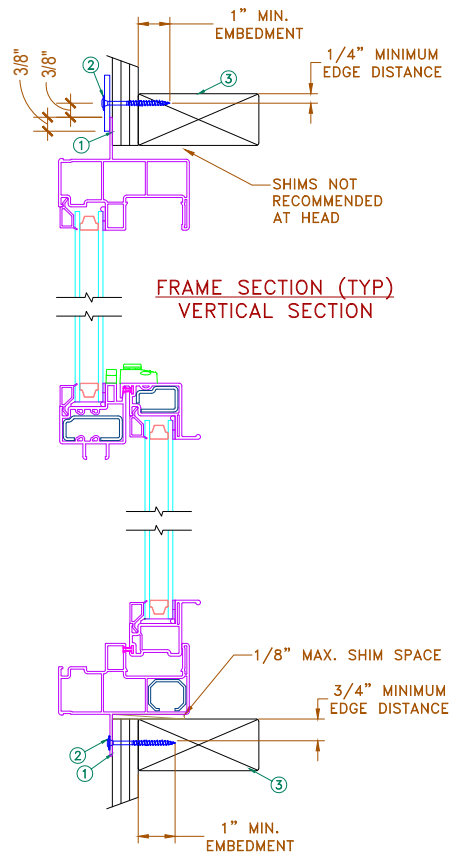 1” MIN.
EMBEDMENT
3/8"
3/8"
2
3
1/4” MINIMUM
EDGE DISTANCE
1
SHIMS NOT
RECOMMENDED
AT HEAD
FRAME SECTION (TYP)
VERTICAL SECTION
1/8” MAX. SHIM SPACE
3/4” MINIMUM
EDGE DISTANCE
2
1
3
1” MIN.
EMBEDMENT